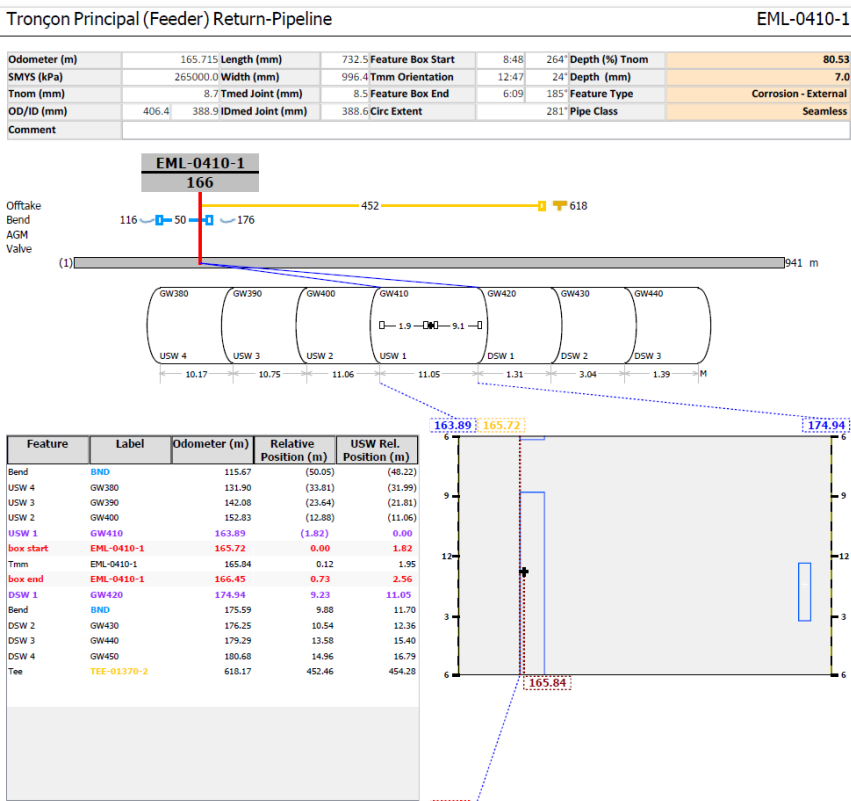 Tronçon Principal (Feeder) Return-Pipeline EML-0410-1
Odometer (m) 165.715 Length (mm) 732.5 Feature Box Start 8:48 264° Depth (%) Tnom 80.53
SMYS (kPa) 265000.0 Width (mm) 996.4 Tmm Orientation 12:47 24° Depth (mm) 7.0
Tnom (mm) 8.7 Tmed Joint (mm) 8.5 Feature Box End 6:09 185° Feature Type Corrosion - External
OD/ID (mm) 406.4 388.9 IDmed Joint (mm) 388.6 Circ Extent 281° Pipe Class Seamless
Comment
EML-0410-1
166
Offtake 452 618
Bend 116 50 176
AGM
Valve
(1) 941 m
GW380 GW390 GW400 GW410 GW420 GW430 GW440
1.9 9.1
USW 4 USW 3 USW 2 USW 1 DSW 1 DSW 2 DSW 3
10.17 10.75 11.06 11.05 1.31 3.04 1.39 M
163.89 165.72 174.94
Feature Label Odometer (m) Relative Position (m) USW Rel. Position (m)
Bend BND 115.67 (50.05) (48.22)
USW 4 GW380 131.90 (33.81) (31.99)
USW 3 GW390 142.08 (23.64) (21.81)
USW 2 GW400 152.83 (12.88) (11.06)
USW 1 GW410 163.89 (1.82) 0.00
box start EML-0410-1 165.72 0.00 1.82
Tmm EML-0410-1 165.84 0.12 1.95
box end EML-0410-1 166.45 0.73 2.56
DSW 1 GW420 174.94 9.23 11.05
Bend BND 175.59 9.88 11.70
DSW 2 GW430 176.25 10.54 12.36
DSW 3 GW440 179.29 13.58 15.40
DSW 4 GW450 180.68 14.96 16.79
Tee TEE-01370-2 618.17 452.46 454.28
6 6
9 9
12 12
3 3
6 6
165.84